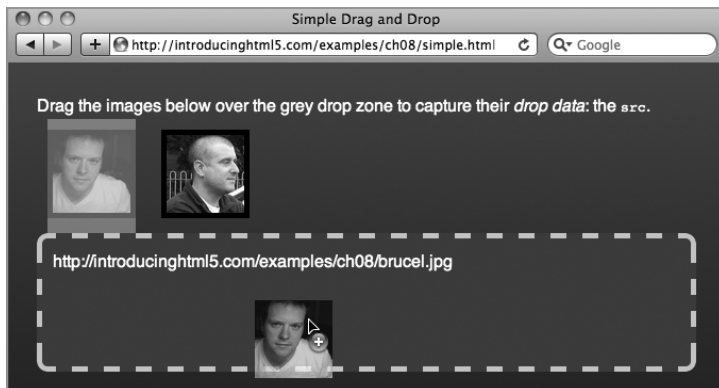 Simple Drag and Drop
http://introducinghtml5.com/examples/ch08/simple.html
Google
Drag the images below over the grey drop zone to capture their drop data: the src.
http://introducinghtml5.com/examples/ch08/brucel.jpg